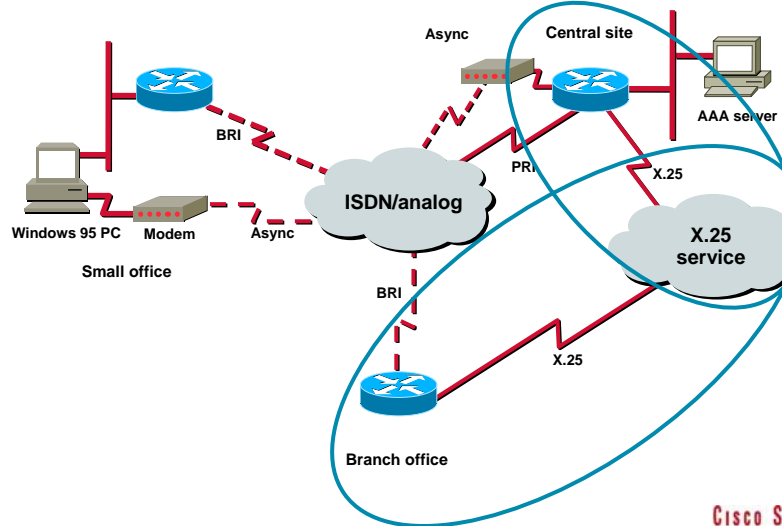 Async
Central site
AAA server
BRI
PRI
X.25
ISDN/analog
Windows 95 PC
Modem
Async
Small office
X.25
service
BRI
X.25
Branch office
CISCO S